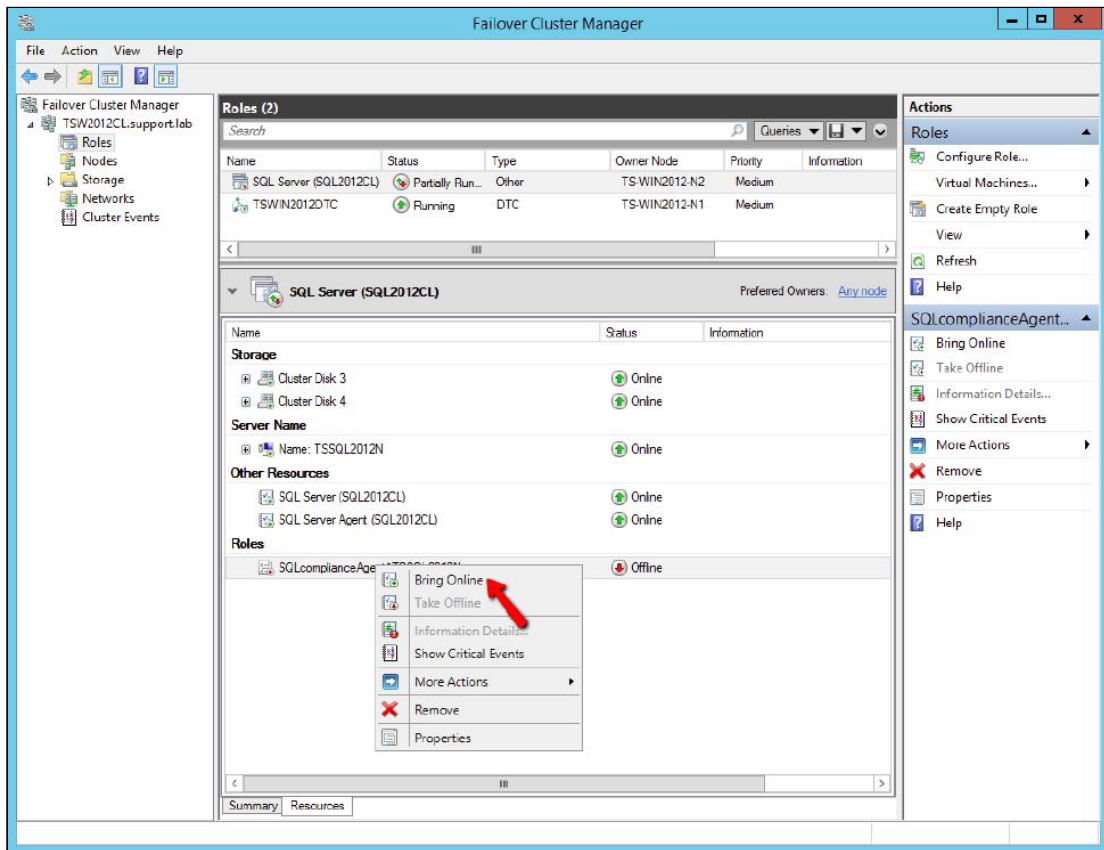 Failover Cluster Manager
File Action View Help
Failover Cluster Manager
TSW2012CL.support.lab
Roles
Nodes
Storage
Networks
Cluster Events
Roles (2)
Search
Queries
Name Status Type Owner Node Priority Information
SQL Server (SQL2012CL) Partially Run... Other TS-WIN2012-N2 Medium
TSWIN2012DTC Running DTC TS-WIN2012-N1 Medium
SQL Server (SQL2012CL) Preferred Owners: Any node
Name Status Information
Storage
Cluster Disk 3 Online
Cluster Disk 4 Online
Server Name
Name: TSSQL2012N Online
Other Resources
SQL Server (SQL2012CL) Online
SQL Server Agent (SQL2012CL) Online
Roles
SQLcomplianceAge Offline
Bring Online
Take Offline
Information Details...
Show Critical Events
More Actions
Remove
Properties
Summary Resources
Actions
Roles
Configure Role...
Virtual Machines...
Create Empty Role
View
Refresh
Help
SQLcomplianceAgent...
Bring Online
Take Offline
Information Details...
Show Critical Events
More Actions
Remove
Properties
Help